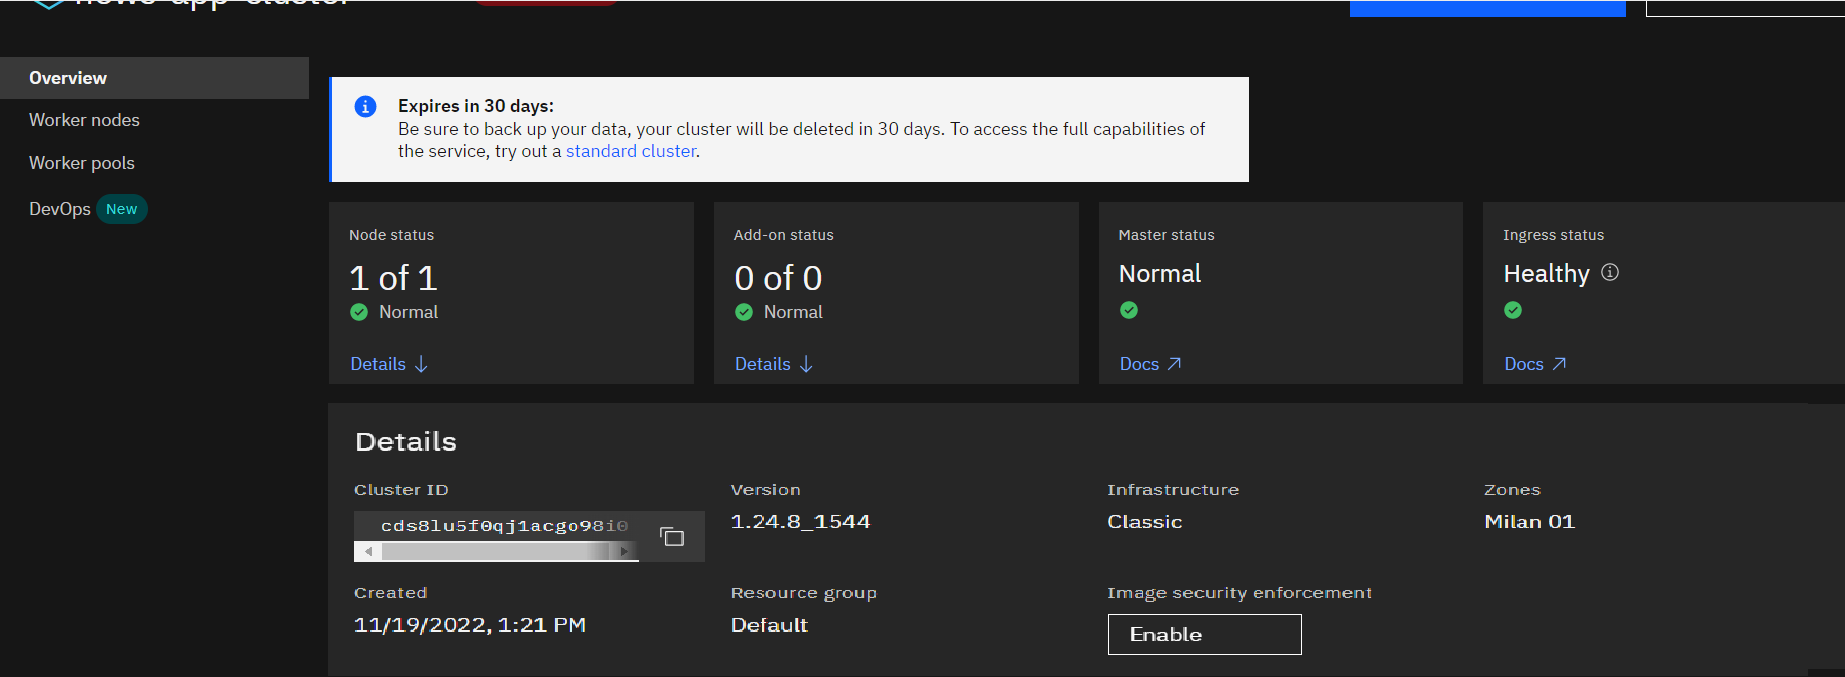 news-app-cluster
Overview
Worker nodes
Worker pools
DevOps New
Expires in 30 days:
Be sure to back up your data, your cluster will be deleted in 30 days. To access the full capabilities of
the service, try out a standard cluster.
Node status
1 of 1
Normal
Details
Add-on status
0 of 0
Normal
Details
Master status
Normal
Docs
Ingress status
Healthy
Docs
Details
Cluster ID
cds8lu5f0qj1acgo98i0
Version
1.24.8_1544
Infrastructure
Classic
Zones
Milan 01
Created
11/19/2022, 1:21 PM
Resource group
Default
Image security enforcement
Enable